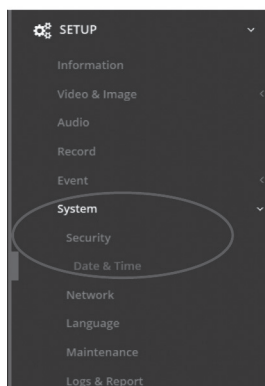 SETUP
Information
Video & Image
Audio
Record
Event
System
Security
Date & Time
Network
Language
Maintenance
Logs & Report